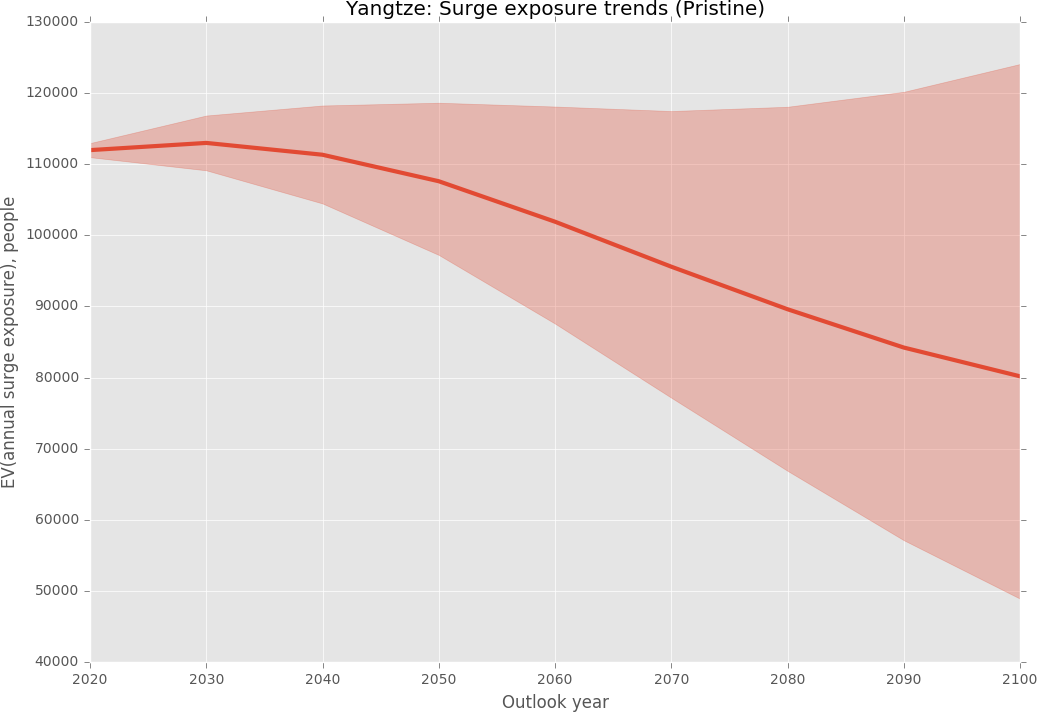 Yangtze: Surge exposure trends (Pristine)
EV(annual surge exposure), people
130000
120000
110000
100000
90000
80000
70000
60000
50000
40000
2020 2030 2040 2050 2060 2070 2080 2090 2100
Outlook year